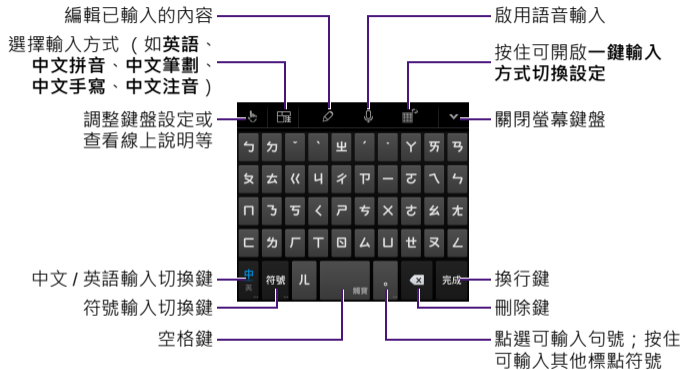 編輯已輸入的內容
啟用語音輸入
選擇輸入方式 （如英語、
中文拼音、中文筆劃、
中文手寫、中文注音）
按住可開啟一鍵輸入
方式切換設定
調整鍵盤設定或
查看線上說明等
關閉螢幕鍵盤
注
ㄅ ㄉ ˇ ˋ ㄓ ˊ ˙ ㄚ ㄞ ㄢ
ㄆ ㄊ ㄍ ㄐ ㄔ ㄗ ㄧ ㄛ ㄟ ㄣ
ㄇ ㄋ ㄎ ㄑ ㄕ ㄘ ㄨ ㄜ ㄠ ㄤ
ㄈ ㄌ ㄏ ㄒ ㄖ ㄙ ㄩ ㄝ ㄡ ㄥ
中 符號 ㄦ 。 完成
英 觸寶
中文 / 英語輸入切換鍵
換行鍵
符號輸入切換鍵
刪除鍵
空格鍵
點選可輸入句號；按住
可輸入其他標點符號